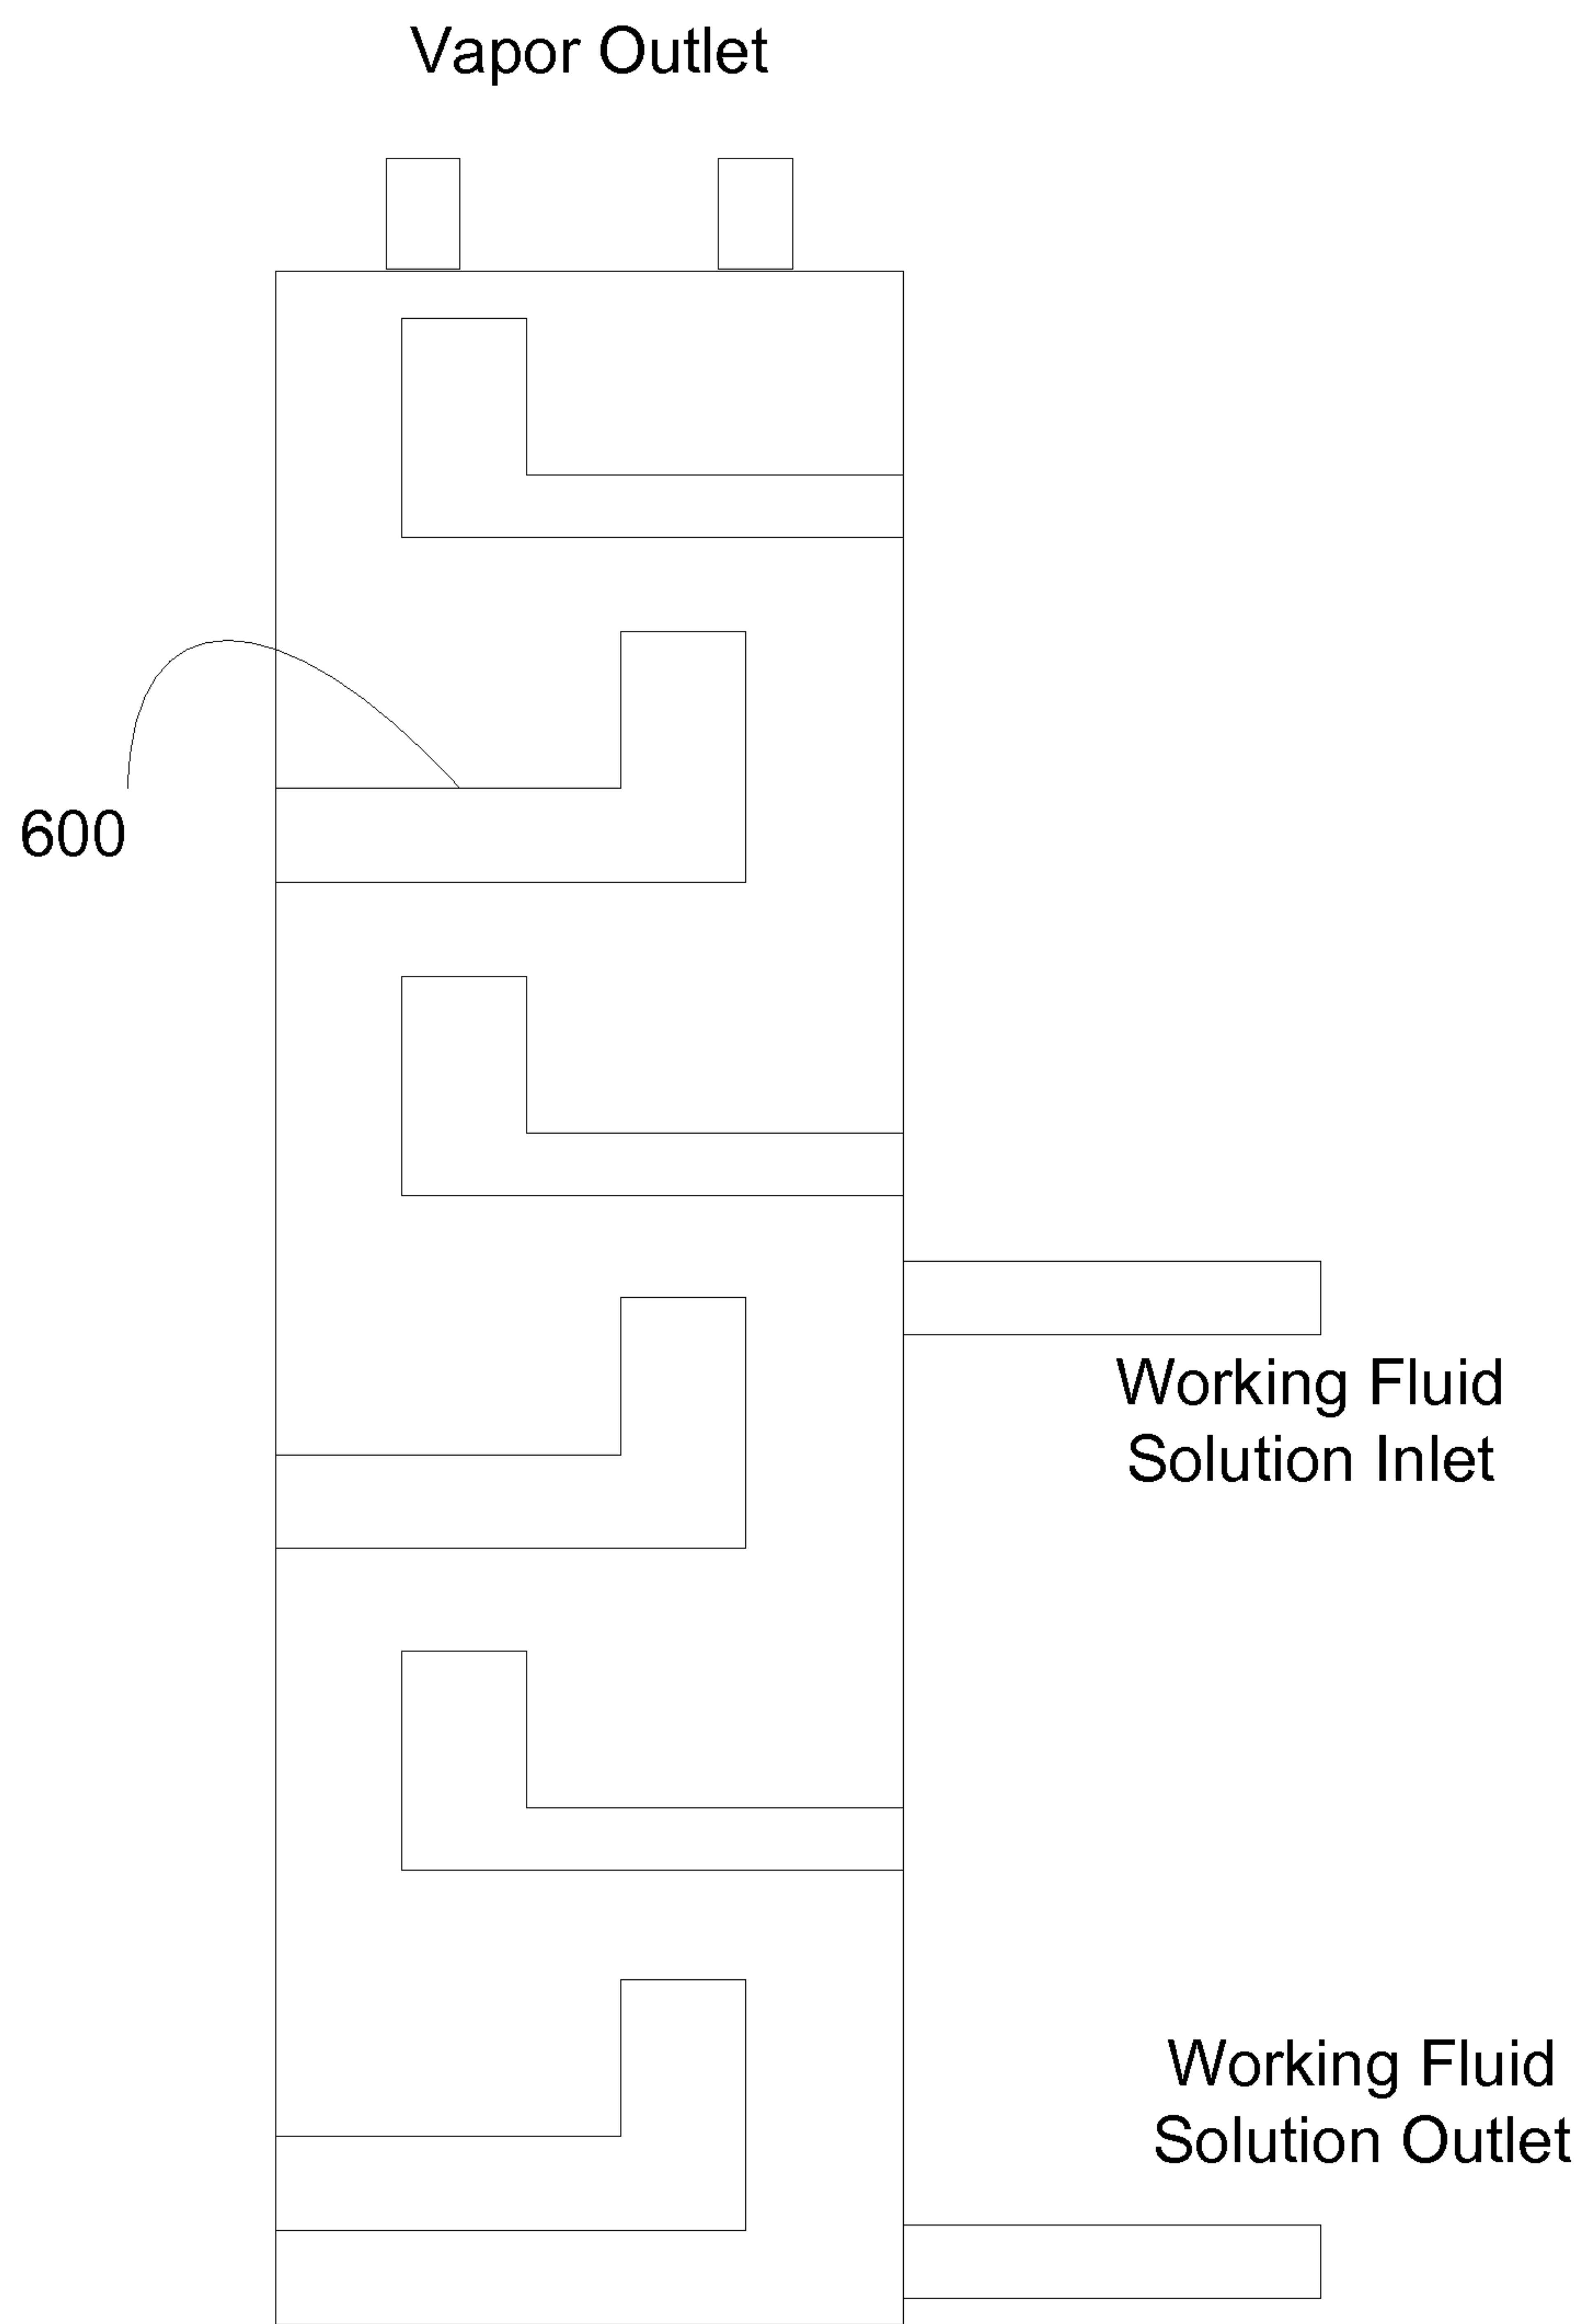 Vapor Outlet
600
Working Fluid
Solution Inlet
Working Fluid
Solution Outlet